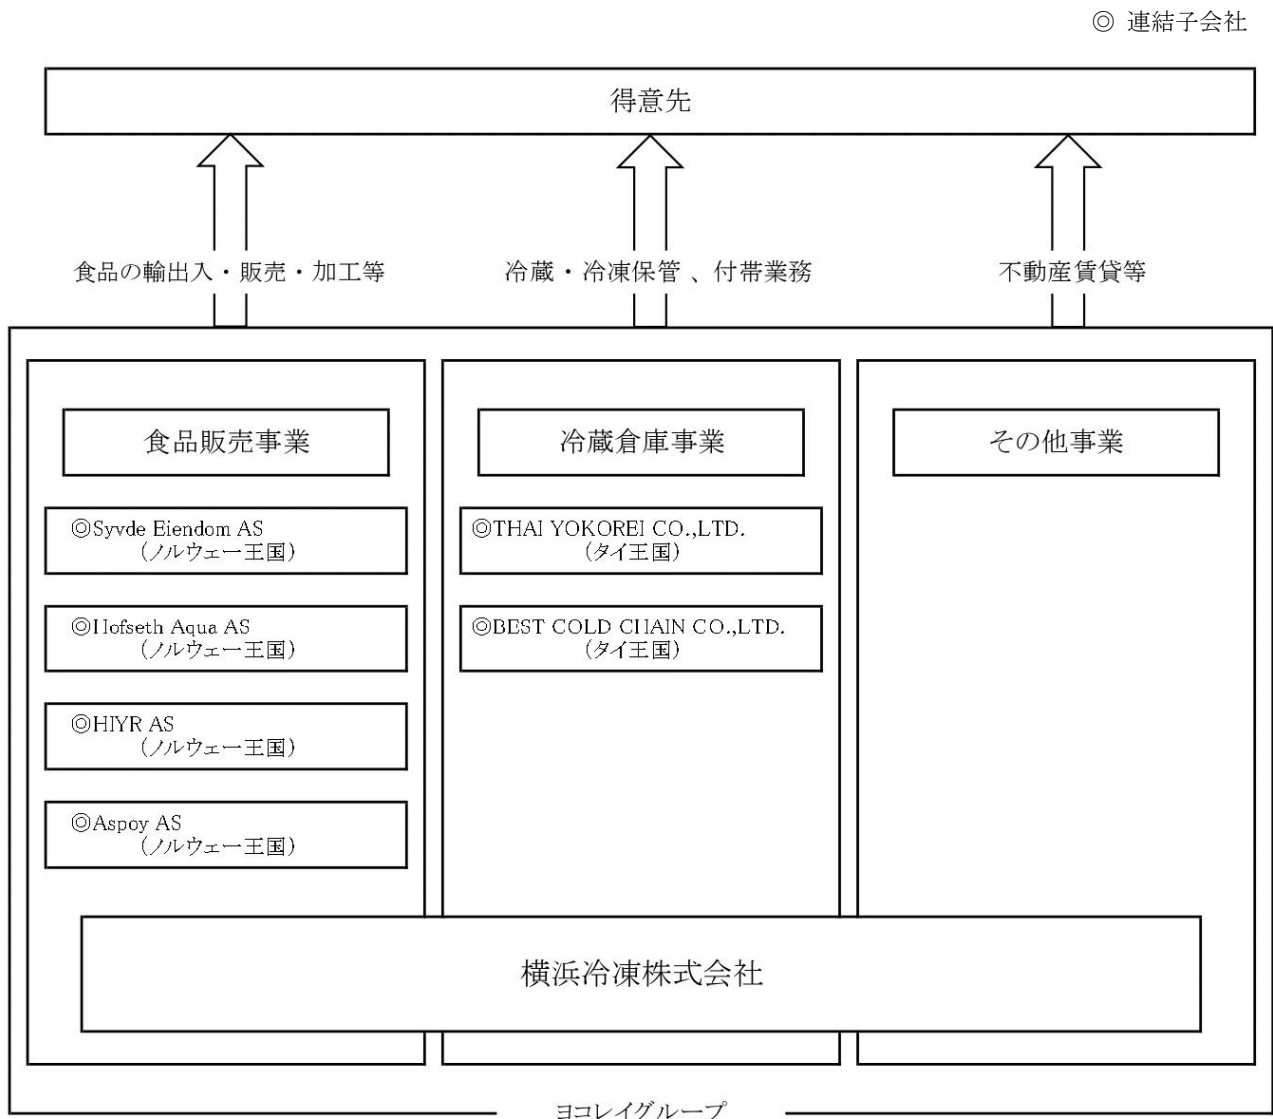 ◎ 連結子会社
得意先
食品の輸出入・販売・加工等
冷蔵・冷凍保管 、付帯業務
不動産賃貸等
食品販売事業
◎Syvde Eiendom AS
(ノルウェー王国)
◎Hofseth Aqua AS
(ノルウェー王国)
◎HIYR AS
(ノルウェー王国)
◎Aspoy AS
(ノルウェー王国)
冷蔵倉庫事業
◎THAI YOKOREI CO.,LTD.
(タイ王国)
◎BEST COLD CHAIN CO.,LTD.
(タイ王国)
その他事業
横浜冷凍株式会社
ヨコレイグループ